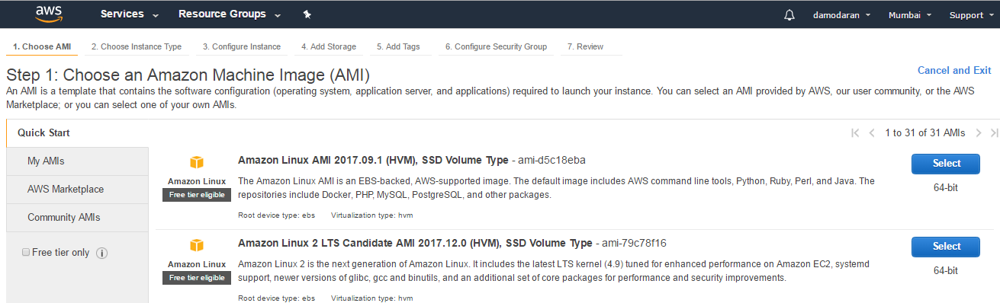 aws Services Resource Groups damodaran Mumbai Support
1. Choose AMI 2. Choose Instance Type 3. Configure Instance 4. Add Storage 5. Add Tags 6. Configure Security Group 7. Review
Step 1: Choose an Amazon Machine Image (AMI) Cancel and Exit
An AMI is a template that contains the software configuration (operating system, application server, and applications) required to launch your instance. You can select an AMI provided by AWS, our user community, or the AWS
Marketplace; or you can select one of your own AMIs.
Quick Start
My AMIs
AWS Marketplace
Community AMIs
Free tier only
1 to 31 of 31 AMIs
Amazon Linux
Free tier eligible
Amazon Linux AMI 2017.09.1 (HVM), SSD Volume Type - ami-d5c18eba
The Amazon Linux AMI is an EBS-backed, AWS-supported image. The default image includes AWS command line tools, Python, Ruby, Perl, and Java. The
repositories include Docker, PHP, MySQL, PostgreSQL, and other packages.
Root device type: ebs Virtualization type: hvm
Select
64-bit
Amazon Linux
Free tier eligible
Amazon Linux 2 LTS Candidate AMI 2017.12.0 (HVM), SSD Volume Type - ami-79c78f16
Amazon Linux 2 is the next generation of Amazon Linux. It includes the latest LTS kernel (4.9) tuned for enhanced performance on Amazon EC2, systemd
support, newer versions of glibc, gcc and binutils, and an additional set of core packages for performance and security improvements.
Root device type: ebs Virtualization type: hvm
Select
64-bit